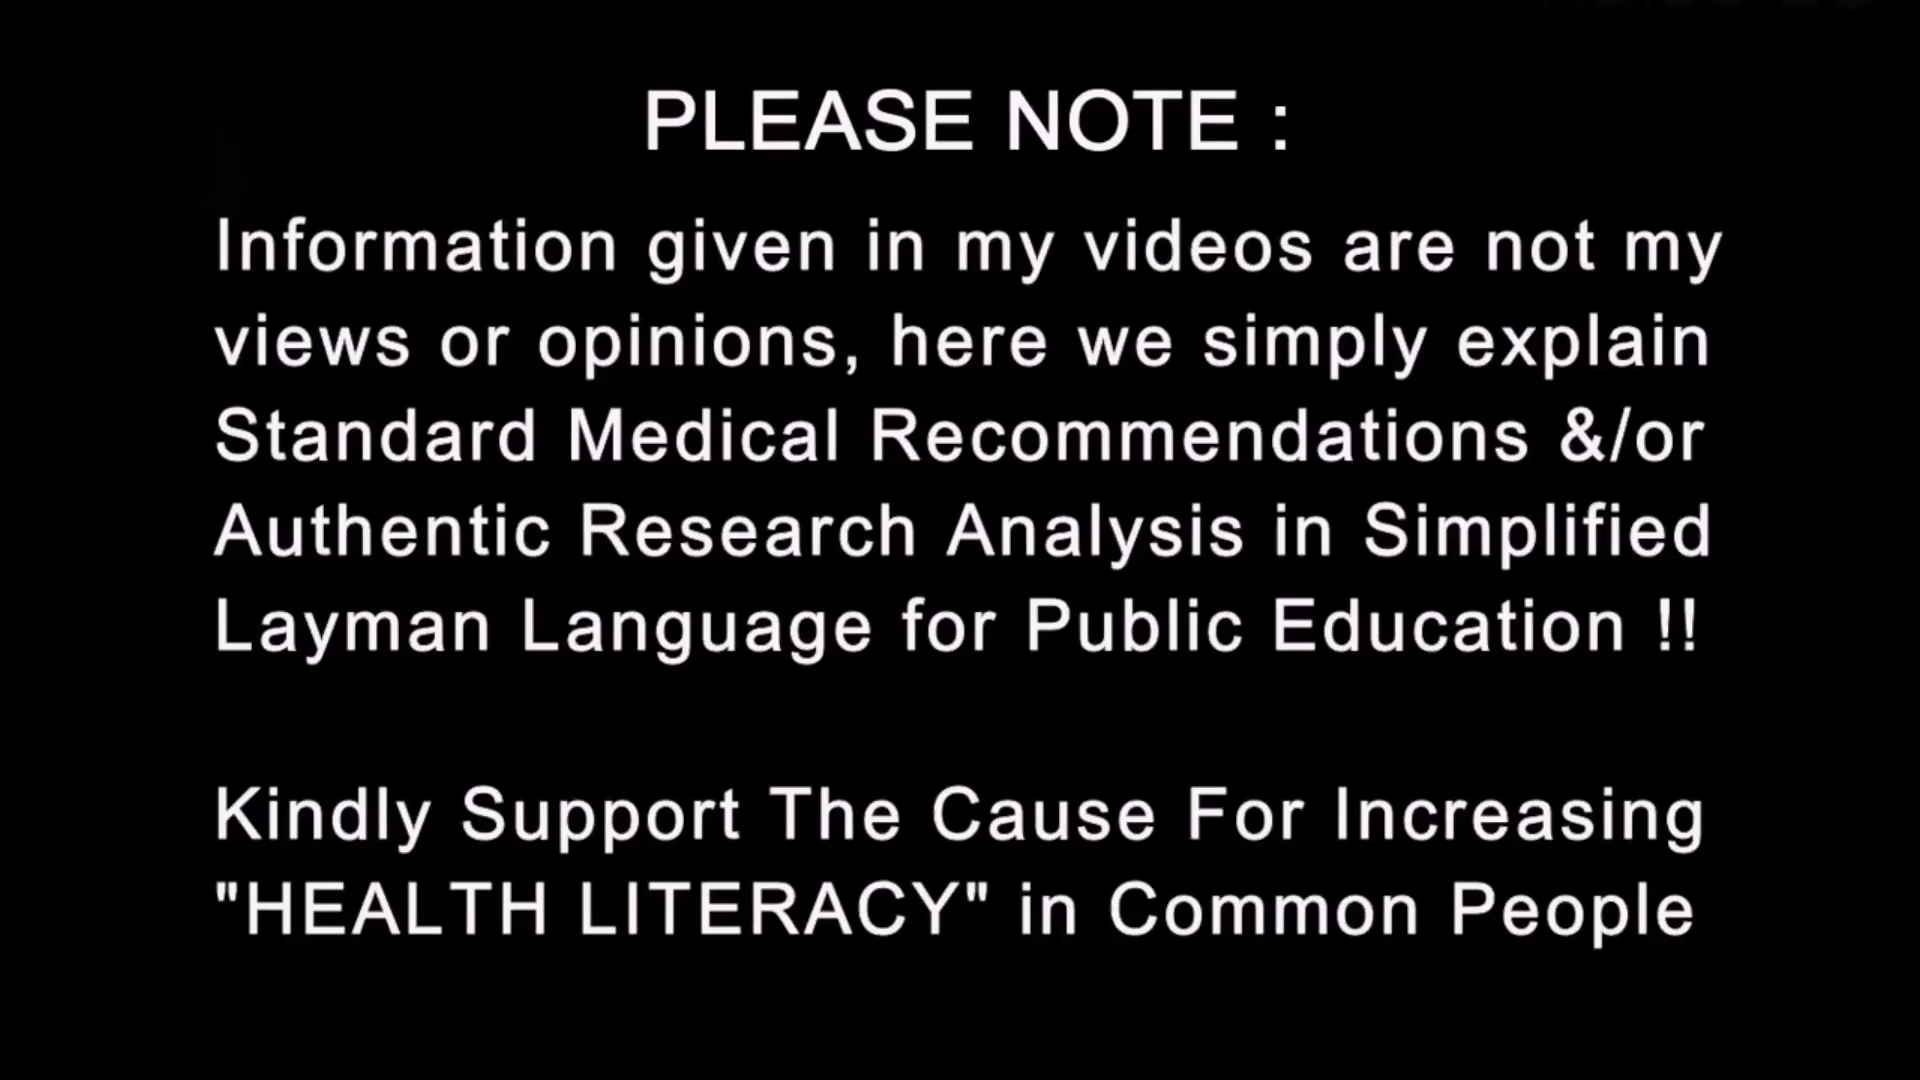 PLEASE NOTE :
Information given in my videos are not my
views or opinions, here we simply explain
Standard Medical Recommendations &/or
Authentic Research Analysis in Simplified
Layman Language for Public Education !!
Kindly Support The Cause For Increasing
"HEALTH LITERACY" in Common People